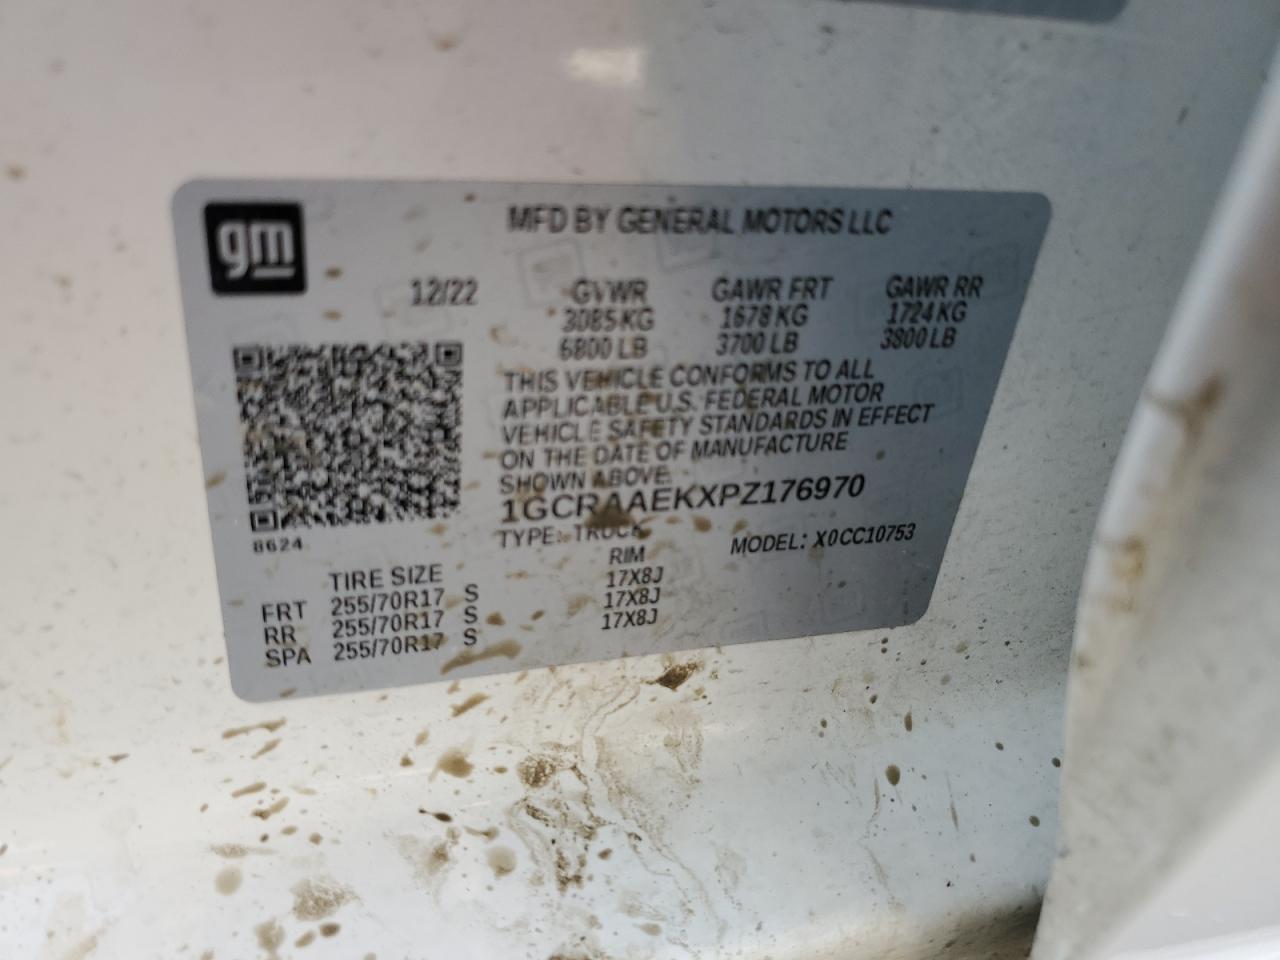 gm
MFD BY GENERAL MOTORS LLC
12/22 GVWR GAWR FRT GAWR RR
3085 KG 1678 KG 1724 KG
6800 LB 3700 LB 3800 LB
THIS VEHICLE CONFORMS TO ALL
APPLICABLE U.S. FEDERAL MOTOR
VEHICLE SAFETY STANDARDS IN EFFECT
ON THE DATE OF MANUFACTURE
SHOWN ABOVE.
1GCRAAEKXPZ176970
TYPE: TRUCK MODEL: X0CC10753
8624
TIRE SIZE RIM
FRT 255/70R17 S 17X8J
RR 255/70R17 S 17X8J
SPA 255/70R17 S 17X8J